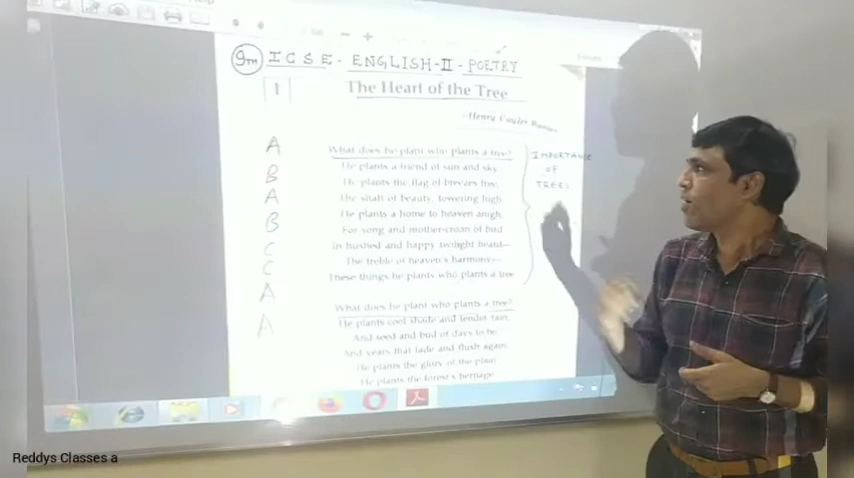 9TH ICSE - ENGLISH-II - POETRY
1
The Heart of the Tree
—Henry Cuyler Bunner
A
What does he plant who plants a tree?
IMPORTANCE
B
He plants a friend of sun and sky
OF
A
He plants the flag of breezes free,
TREES
The shaft of beauty, towering high
B
He plants a home to heaven anigh,
For song and mother-croon of bird
C
In hushed and happy twilight heard—
C
The treble of heaven's harmony—
A
These things he plants who plants a tree
A
What does he plant who plants a tree?
He plants cool shade and tender rain,
And seed and bud of days to be
And years that fade and flush again;
He plants the glory of the plain
He plants the forest's heritage
Reddys Classes a